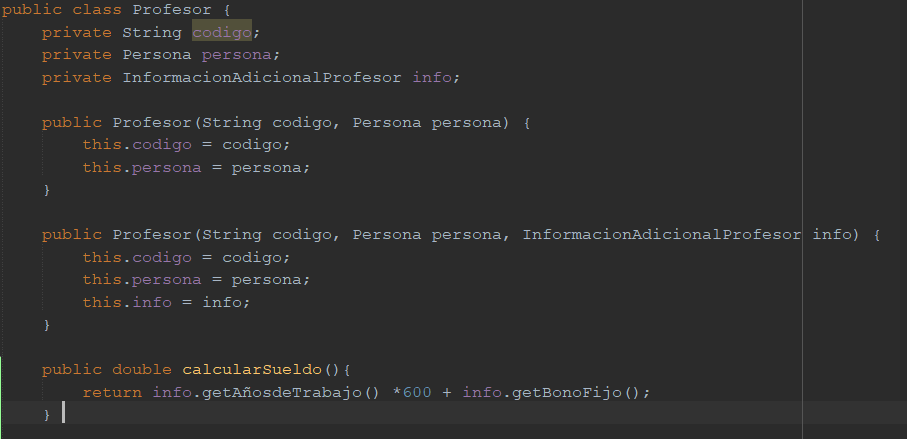 public class Profesor {
private String codigo;
private Persona persona;
private InformacionAdicionalProfesor info;
public Profesor(String codigo, Persona persona) {
this.codigo = codigo;
this.persona = persona;
}
public Profesor(String codigo, Persona persona, InformacionAdicionalProfesor info) {
this.codigo = codigo;
this.persona = persona;
this.info = info;
}
public double calcularSueldo(){
return info.getAñosdeTrabajo() *600 + info.getBonoFijo();
}